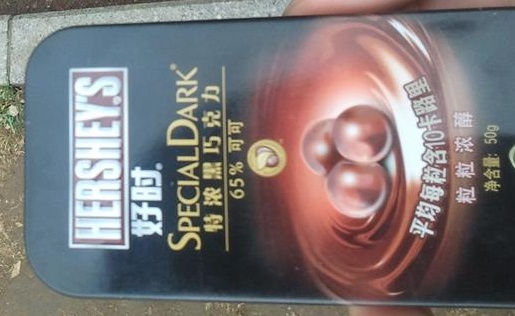 HERSHEY'S
好时®
SPECIALDARK®
特浓黑巧克力
65% 可可
平均每粒含10卡路里
粒粒浓醇
净含量: 50g